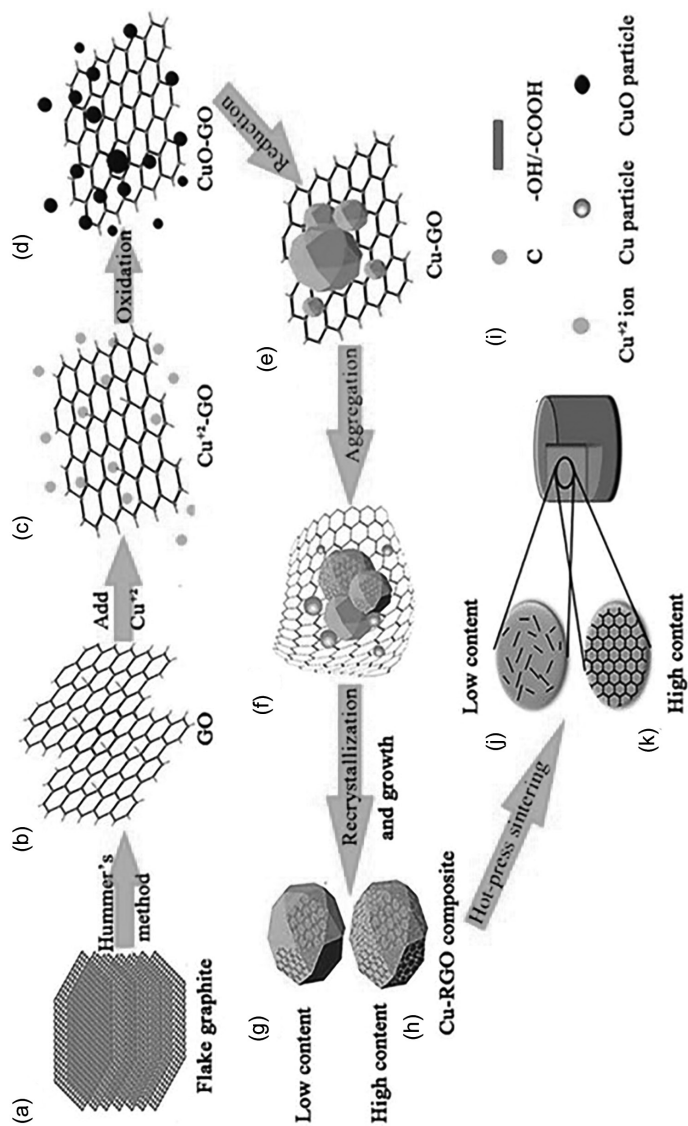 (a)
Flake graphite
Hummer's
method
(b)
GO
Add
Cu⁺²
(c)
Cu⁺²-GO
Oxidation
(d)
CuO-GO
Reduction
(e)
Cu-GO
Aggregation
(f)
Recrystallization
and growth
(g)
Low content
High content
(h)
Cu-RGO composite
Hot-press sintering
(i)
C
-OH/-COOH
Cu⁺² ion
Cu particle
CuO particle
Low content
(j)
(k)
High content